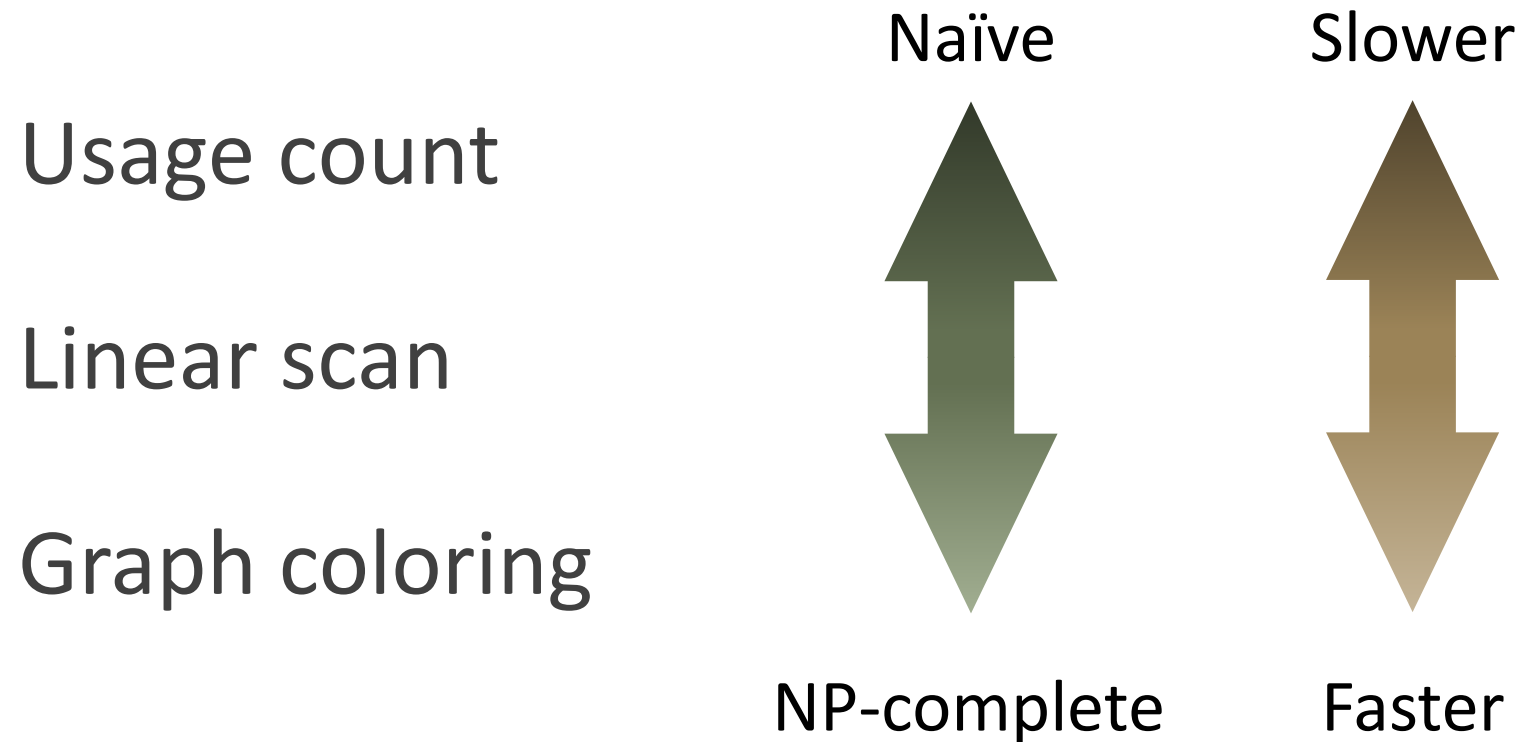 Naïve
Slower
Usage count
Linear scan
Graph coloring
NP-complete
Faster